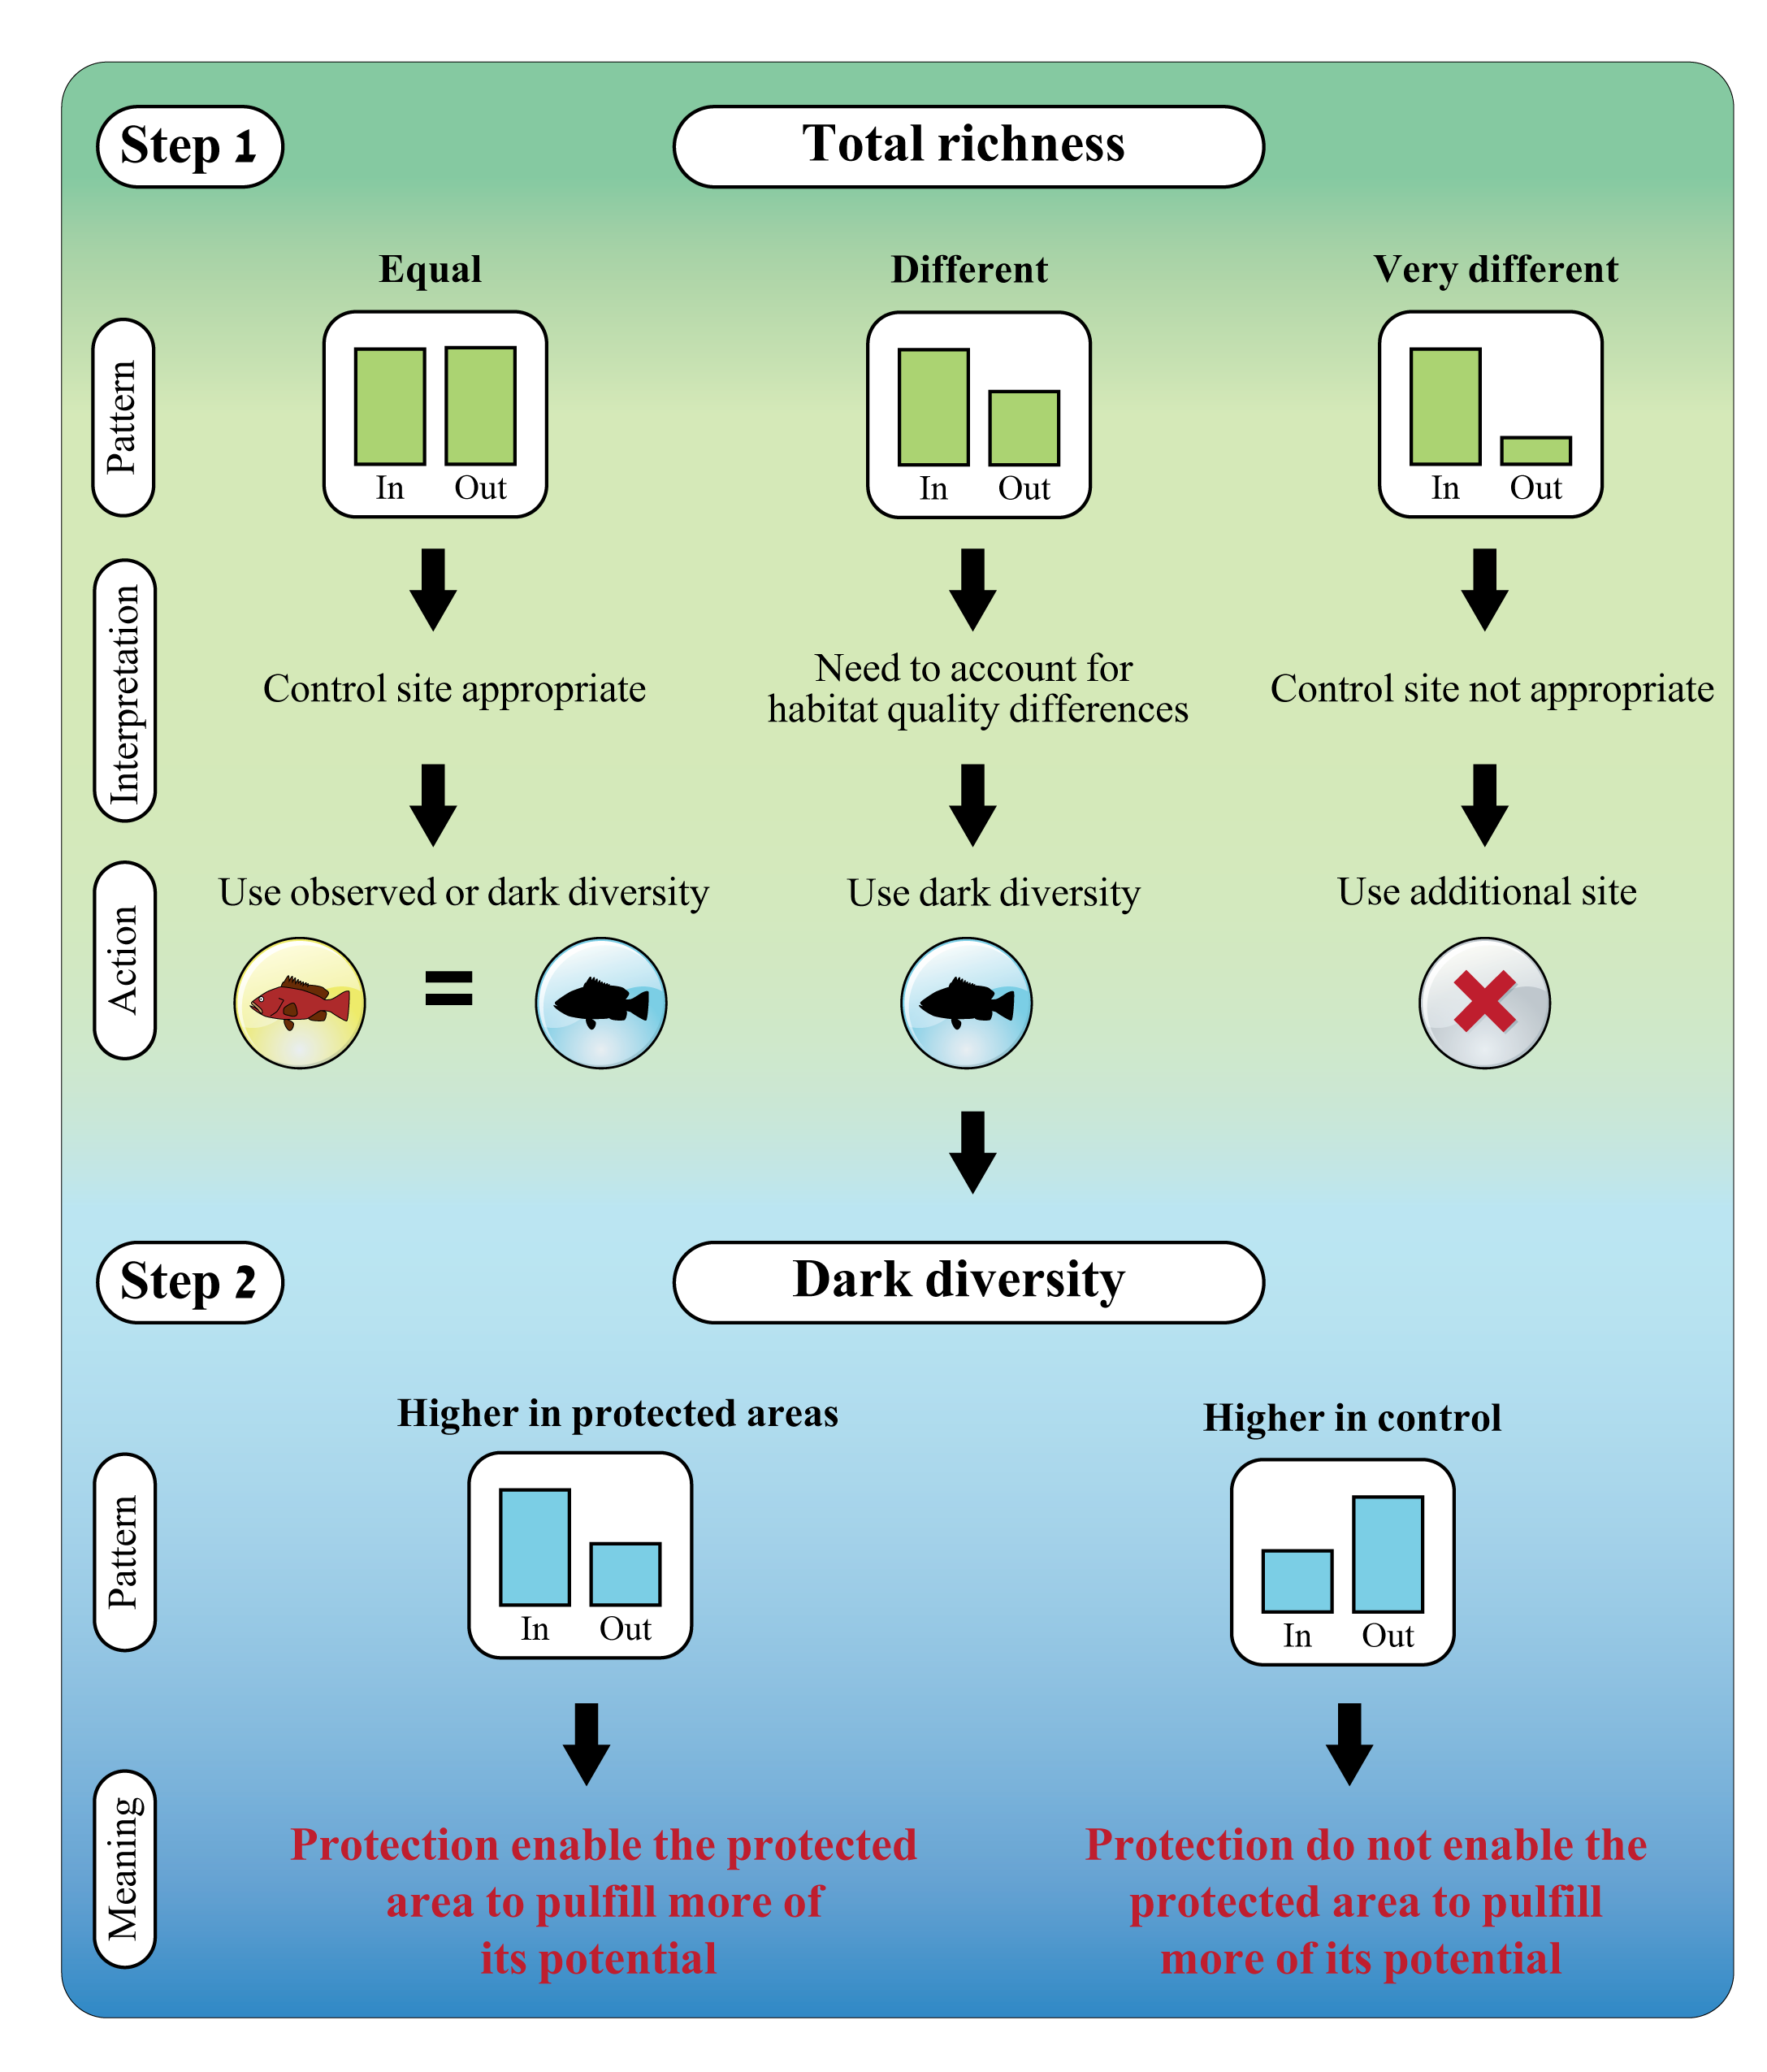 Step 1
Total richness
Equal
Different
Very different
Pattern
In
Out
In
Out
In
Out
Interpretation
Control site appropriate
Need to account for
habitat quality differences
Control site not appropriate
Action
Use observed or dark diversity
Use dark diversity
Use additional site
=
Step 2
Dark diversity
Higher in protected areas
Higher in control
Pattern
In
Out
In
Out
Meaning
Protection enable the protected
area to pulfill more of
its potential
Protection do not enable the
protected area to pulfill
more of its potential